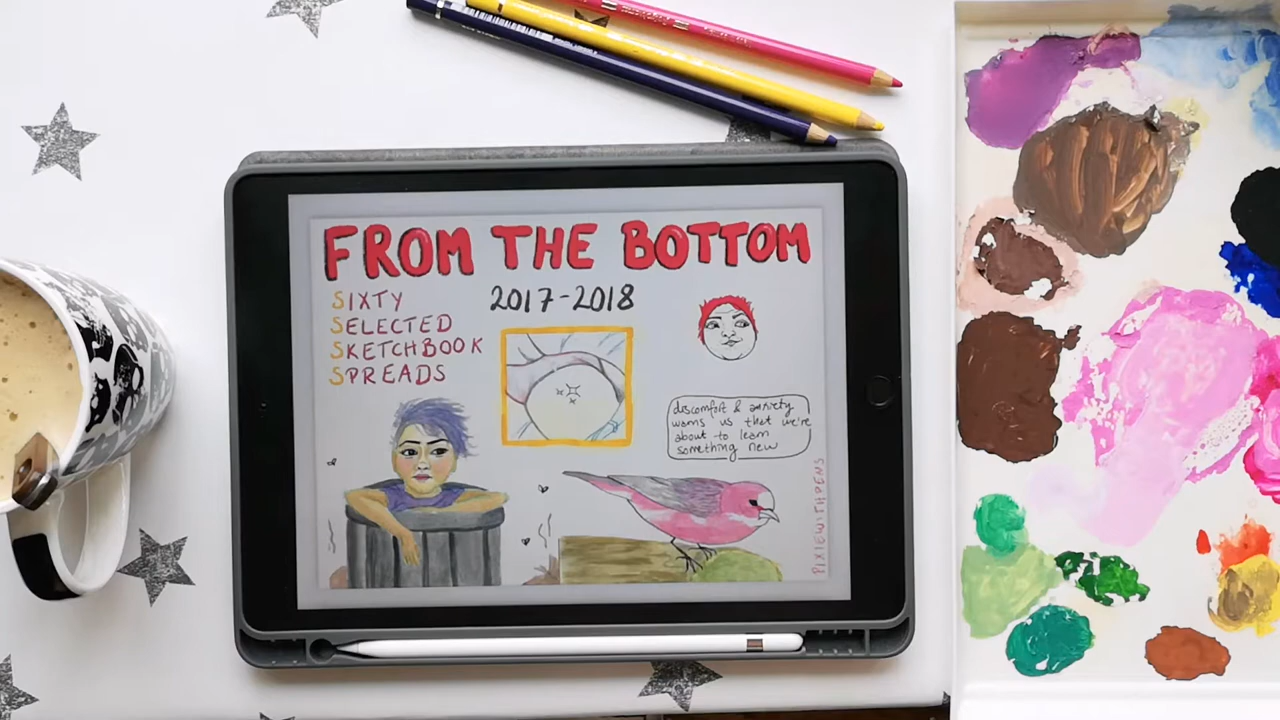 FROM THE BOTTOM
2017-2018
SIXTY
SELECTED
SKETCHBOOK
SPREADS
discomfort & anxiety
warns us that we're
about to learn
something new
PIXIEWITHPENS